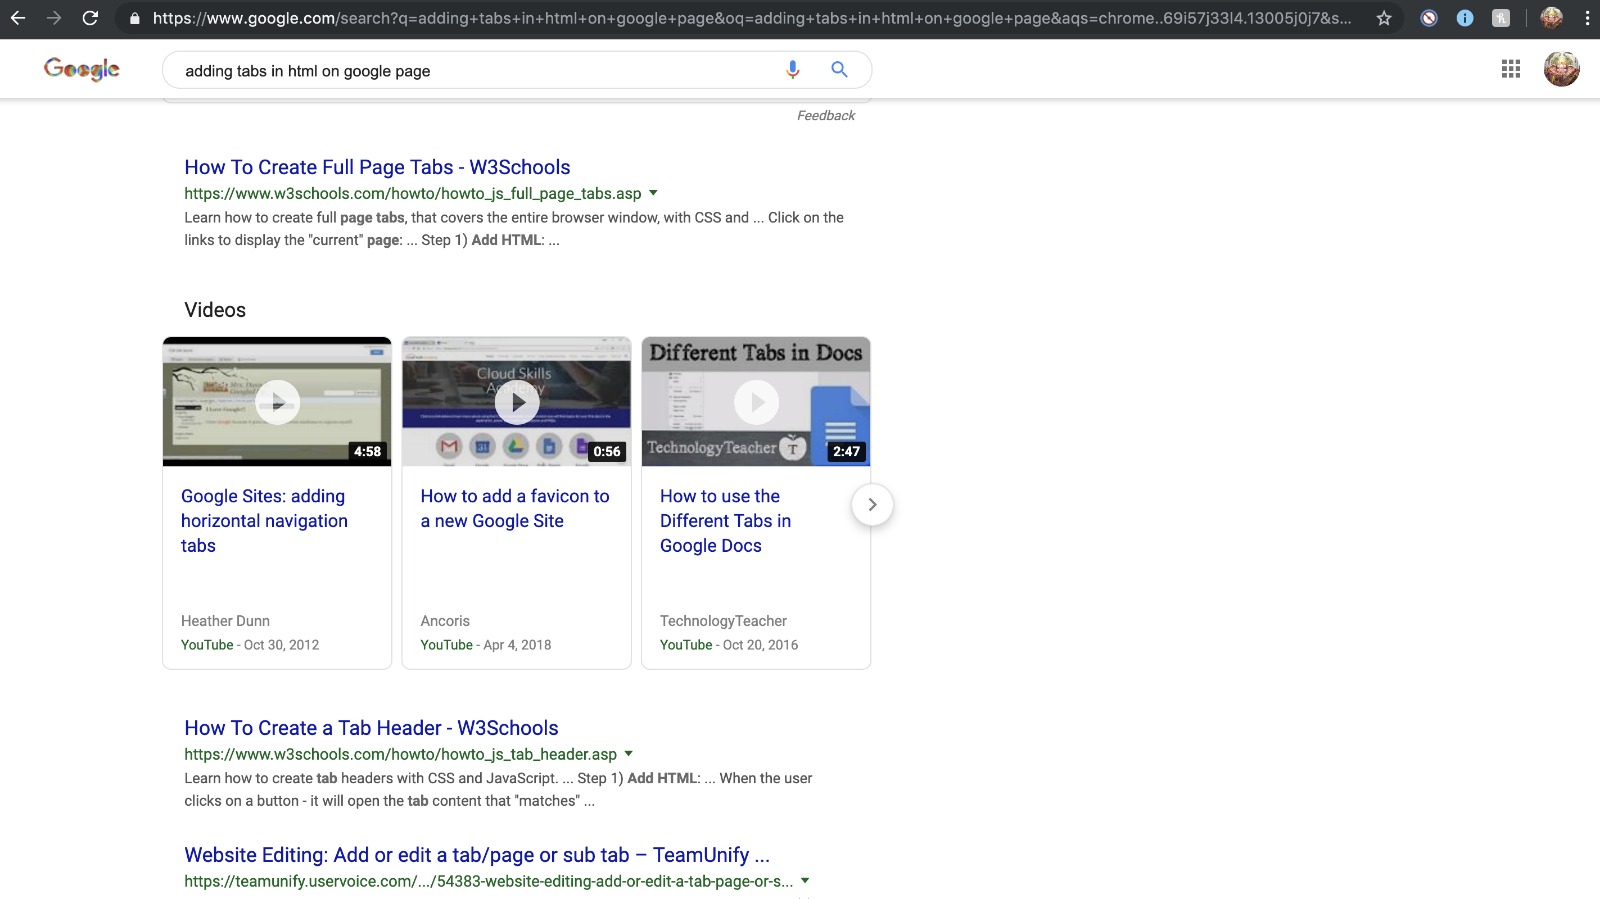 https://www.google.com/search?q=adding+tabs+in+html+on+google+page&oq=adding+tabs+in+html+on+google+page&aqs=chrome..69i57j33l4.13005j0j7&s...
Google
adding tabs in html on google page
Feedback
How To Create Full Page Tabs - W3Schools
https://www.w3schools.com/howto/howto_js_full_page_tabs.asp
Learn how to create full page tabs, that covers the entire browser window, with CSS and ... Click on the
links to display the "current" page: ... Step 1) Add HTML: ...
Videos
4:58
Google Sites: adding
horizontal navigation
tabs
Heather Dunn
YouTube - Oct 30, 2012
Cloud Skills
Academy
0:56
How to add a favicon to
a new Google Site
Ancoris
YouTube - Apr 4, 2018
Different Tabs in Docs
TechnologyTeacher T
2:47
How to use the
Different Tabs in
Google Docs
TechnologyTeacher
YouTube - Oct 20, 2016
How To Create a Tab Header - W3Schools
https://www.w3schools.com/howto/howto_js_tab_header.asp
Learn how to create tab headers with CSS and JavaScript. ... Step 1) Add HTML: ... When the user
clicks on a button - it will open the tab content that "matches" ...
Website Editing: Add or edit a tab/page or sub tab – TeamUnify ...
https://teamunify.uservoice.com/.../54383-website-editing-add-or-edit-a-tab-page-or-s...